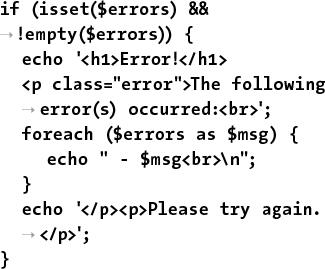 if (isset($errors) &&
→!empty($errors)) {
echo '<h1>Error!</h1>
<p class="error">The following
→error(s) occurred:<br>';
foreach ($errors as $msg) {
echo " - $msg<br>\n";
}
echo '</p><p>Please try again.
→</p>';
}